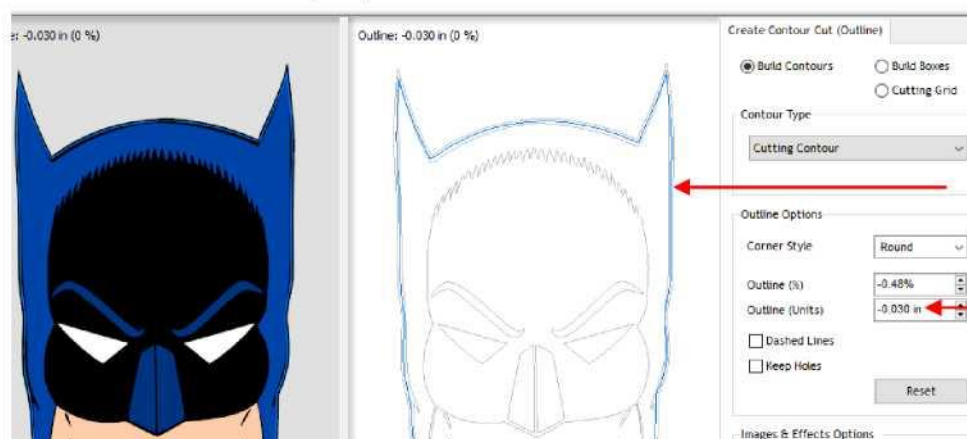 e: -0.030 in (0 %)
Outline: -0.030 in (0 %)
Create Contour Cut (Outline)
Build Contours
Build Boxes
Cutting Grid
Contour Type
Cutting Contour
Outline Options
Corner Style
Round
Outline (%)
-0.48%
Outline (Units)
-0.030 in
Dashed Lines
Keep Holes
Reset
Images & Effects Options